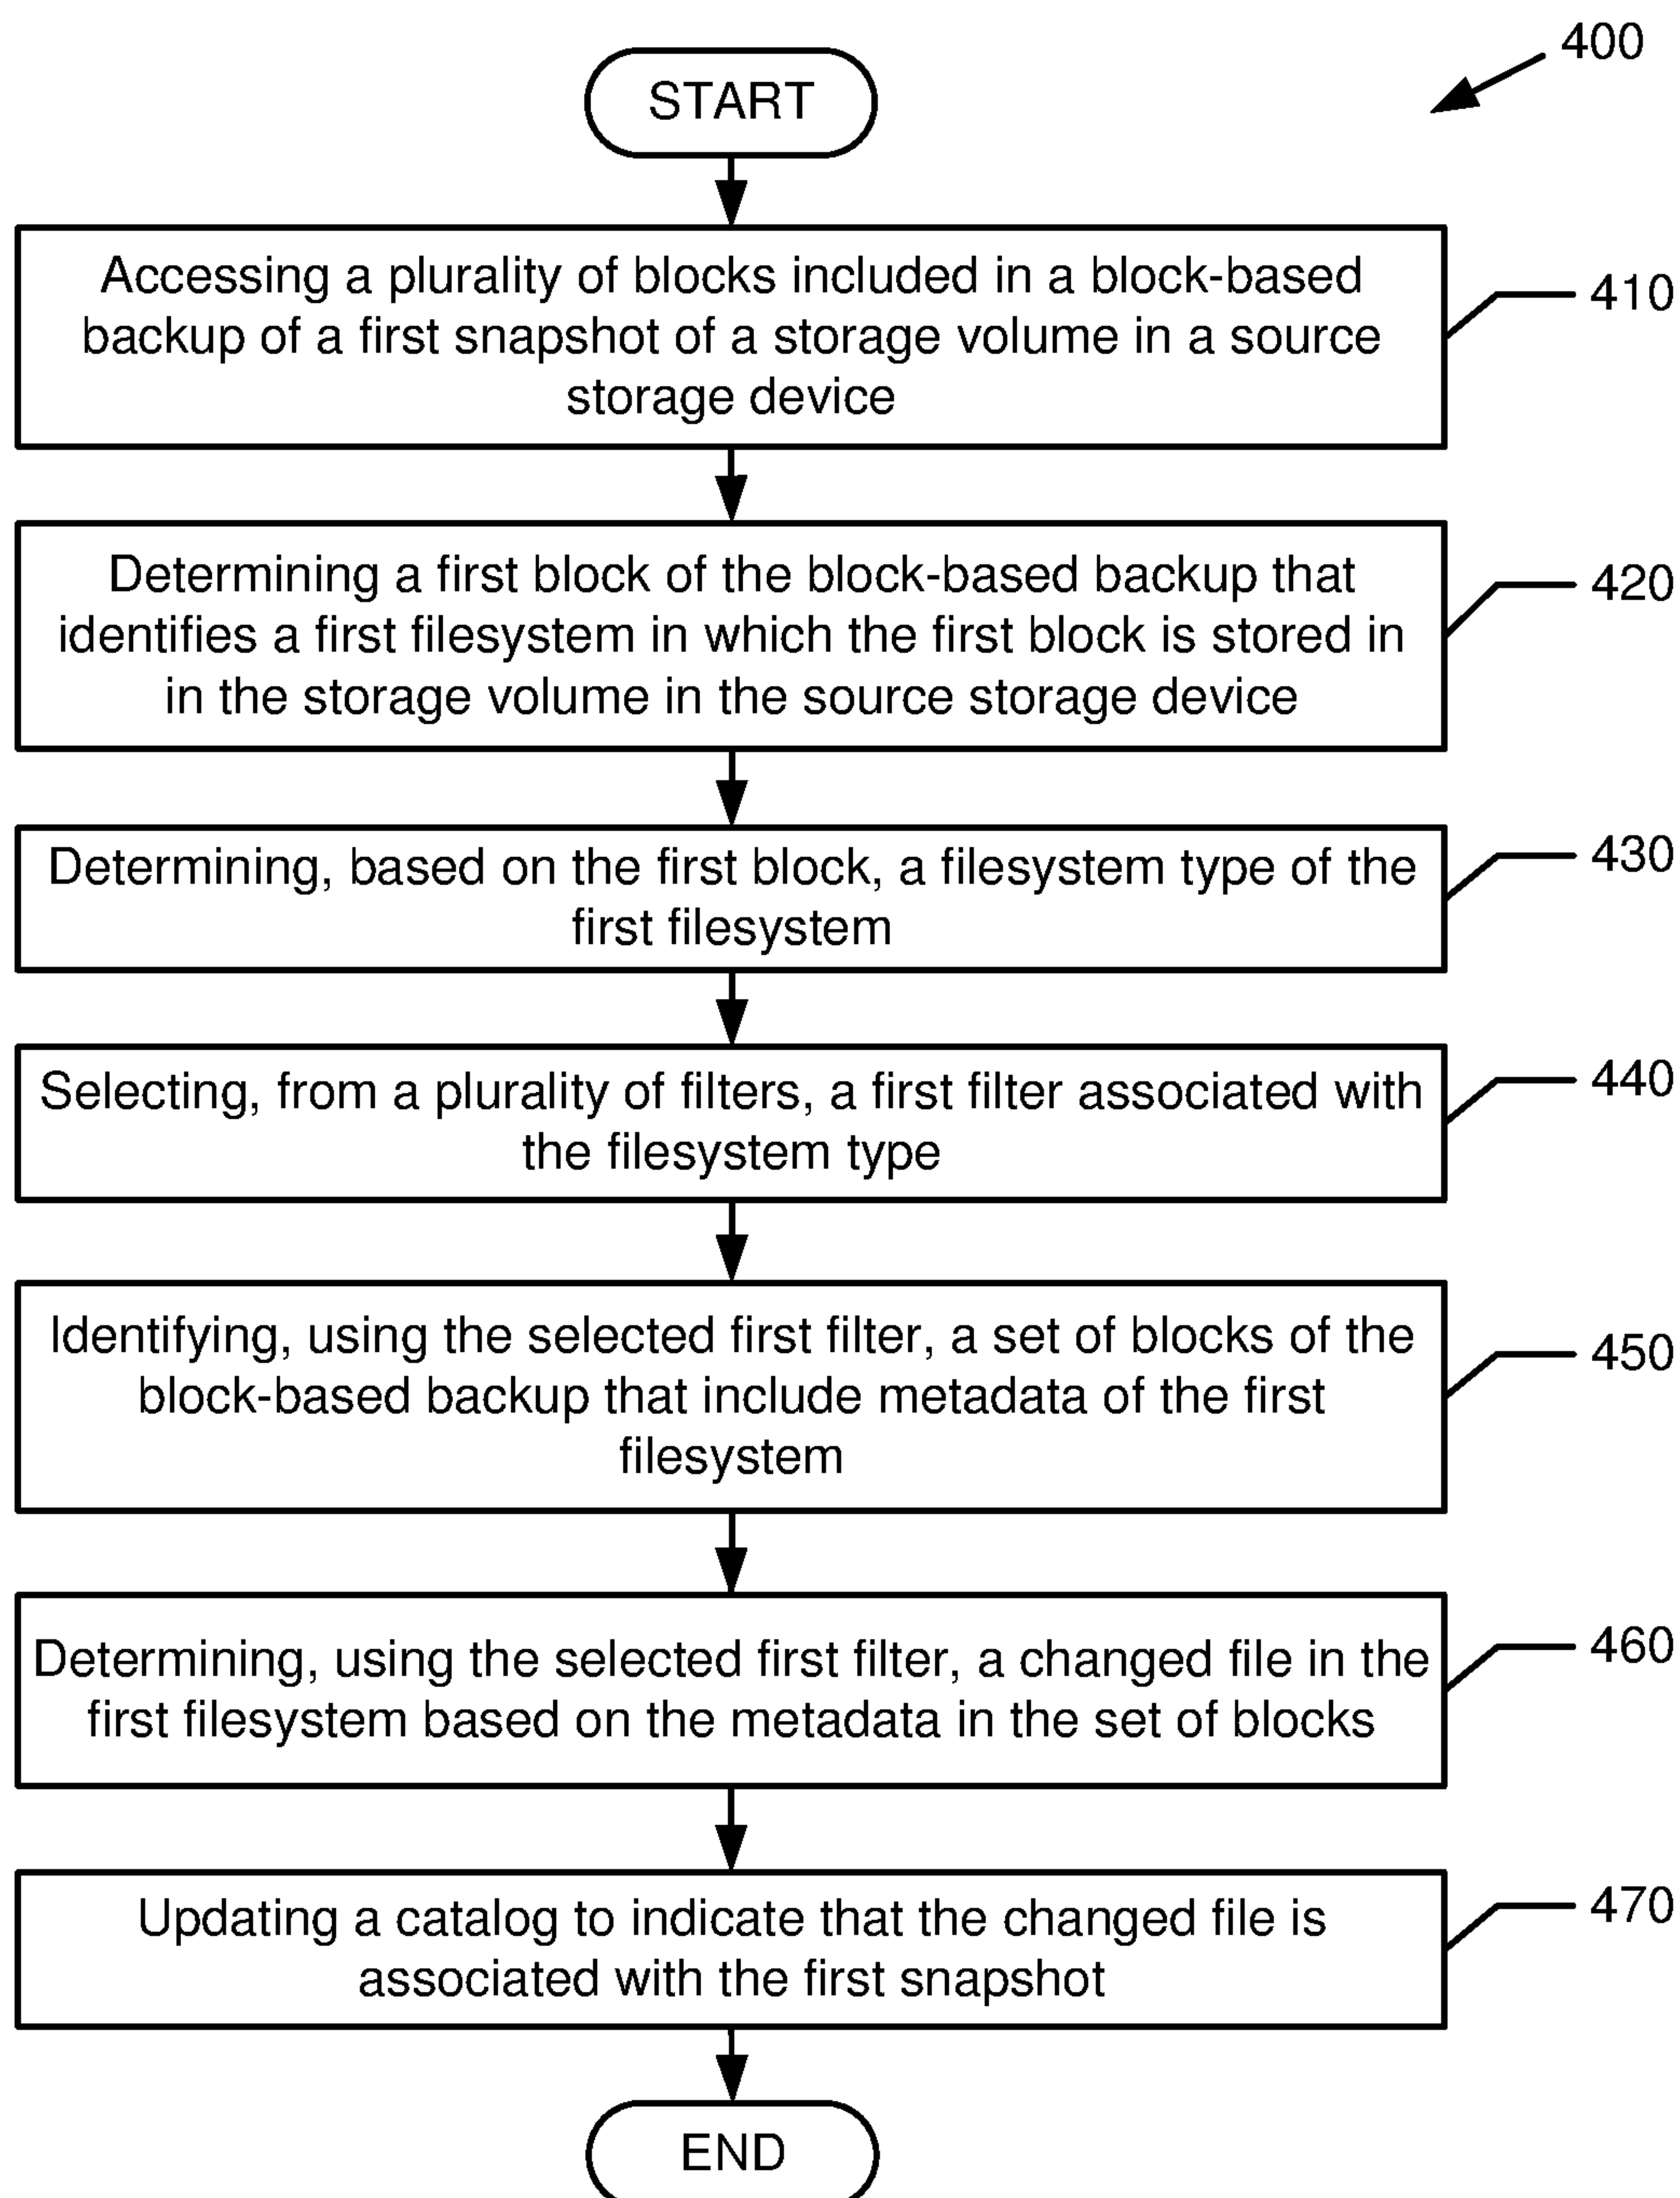 400
START
Accessing a plurality of blocks included in a block-based
backup of a first snapshot of a storage volume in a source
storage device
410
Determining a first block of the block-based backup that
identifies a first filesystem in which the first block is stored in
in the storage volume in the source storage device
420
Determining, based on the first block, a filesystem type of the
first filesystem
430
Selecting, from a plurality of filters, a first filter associated with
the filesystem type
440
Identifying, using the selected first filter, a set of blocks of the
block-based backup that include metadata of the first
filesystem
450
Determining, using the selected first filter, a changed file in the
first filesystem based on the metadata in the set of blocks
460
Updating a catalog to indicate that the changed file is
associated with the first snapshot
470
END